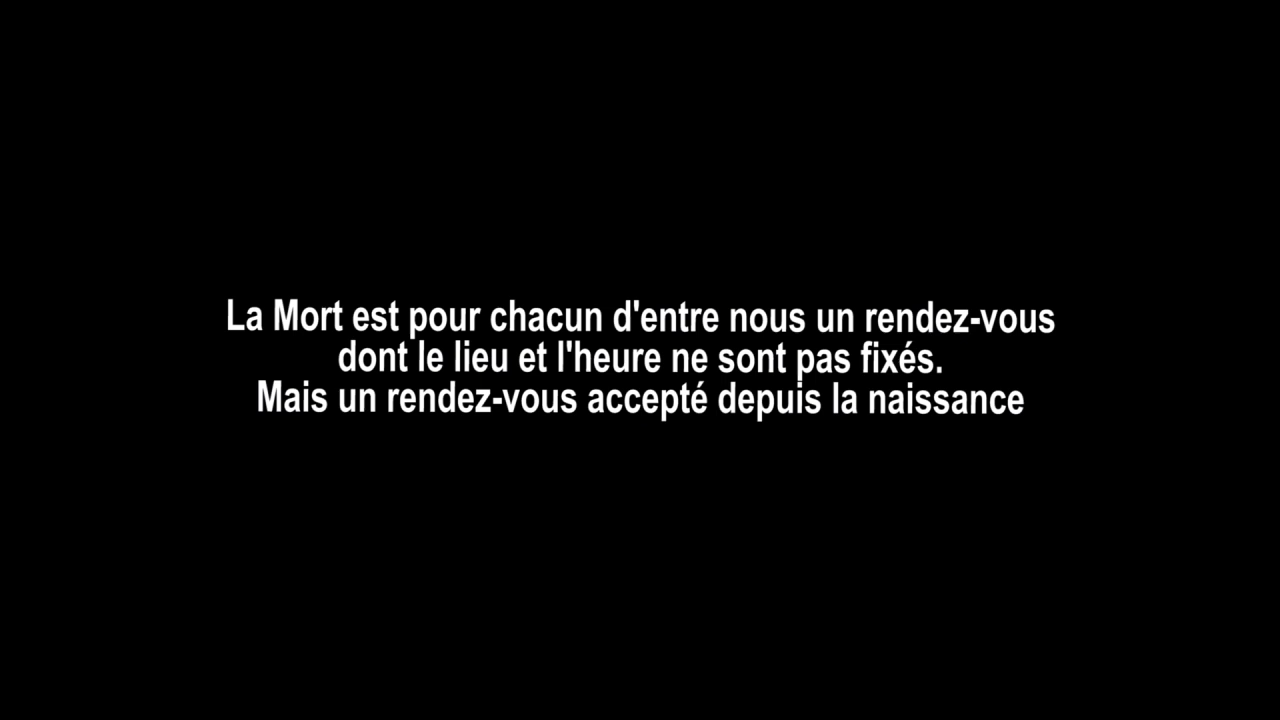 La Mort est pour chacun d'entre nous un rendez-vous
dont le lieu et l'heure ne sont pas fixés.
Mais un rendez-vous accepté depuis la naissance